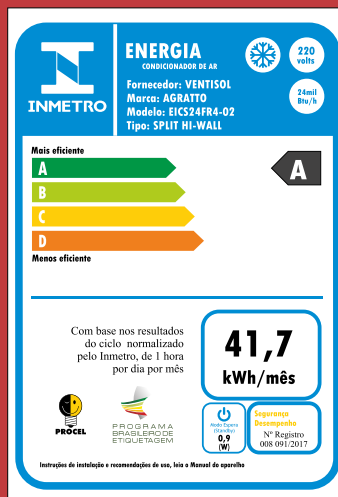 INMETRO
ENERGIA
CONDICIONADOR DE AR
Fornecedor: VENTISOL
Marca: AGRATTO
Modelo: EICS24FR4-02
Tipo: SPLIT HI-WALL
220
volts
24mil
Btu/h
Mais eficiente
A
B
C
D
Menos eficiente
A
Com base nos resultados
do ciclo normalizado
pelo Inmetro, de 1 hora
por dia por mês
41,7
kWh/mês
PROCEL
PROGRAMA
BRASILEIRO DE
ETIQUETAGEM
Modo Espera
(Standby)
0,9
(W)
Segurança
Desempenho
Nº Registro
008 091/2017
Instruções de instalação e recomendações de uso, leia o Manual do aparelho